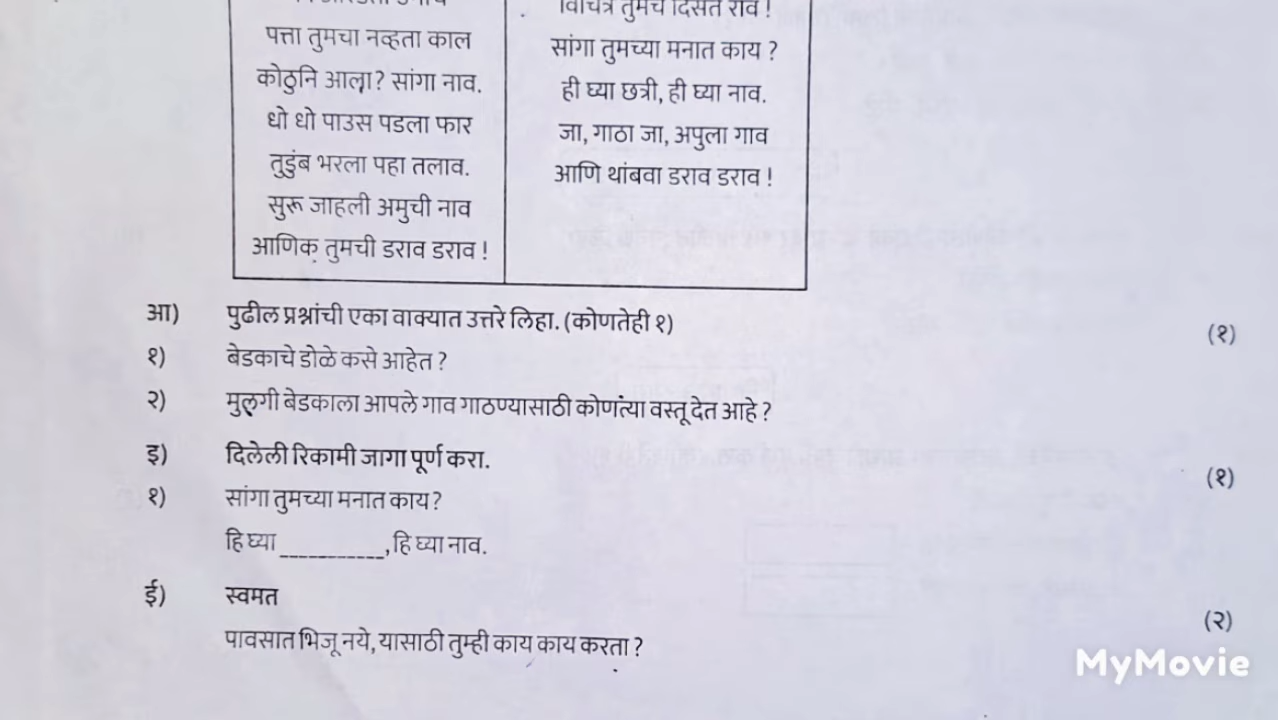 पत्ता तुमचा नव्हता काल
कोठुनि आला? सांगा नाव.
धो धो पाउस पडला फार
तुडुंब भरला पहा तलाव.
सुरू जाहली अमुची नाव
आणिक तुमची डराव डराव !
विचित्र तुमचे दिसते राव !
सांगा तुमच्या मनात काय ?
ही घ्या छत्री, ही घ्या नाव.
जा, गाठा जा, अपुला गाव
आणि थांबवा डराव डराव !
आ) पुढील प्रश्नांची एका वाक्यात उत्तरे लिहा. (कोणतेही १) (१)
१) बेडकाचे डोळे कसे आहेत ?
२) मुलगी बेडकाला आपले गाव गाठण्यासाठी कोणत्या वस्तू देत आहे ?
इ) दिलेली रिकामी जागा पूर्ण करा. (१)
१) सांगा तुमच्या मनात काय?
हि घ्या ___________, हि घ्या नाव.
ई) स्वमत (२)
पावसात भिजू नये, यासाठी तुम्ही काय काय करता ?
MyMovie